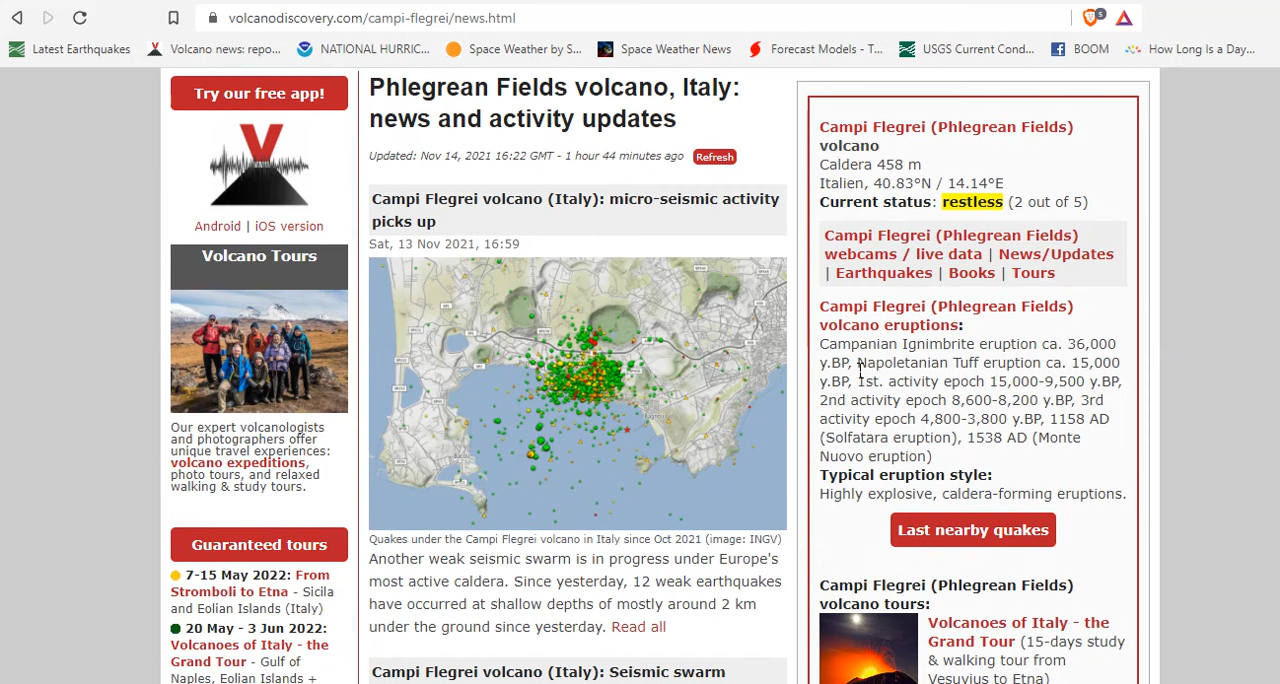 volcanodiscovery.com/campi-flegrei/news.html
5
Latest Earthquakes
Volcano news: repo...
NATIONAL HURRIC...
Space Weather by S...
Space Weather News
Forecast Models - T...
USGS Current Cond...
BOOM
How Long Is a Day...
Try our free app!
V
Android | iOS version
Volcano Tours
Our expert volcanologists
and photographers offer
unique travel experiences:
volcano expeditions,
photo tours, and relaxed
walking & study tours.
Guaranteed tours
7-15 May 2022: From
Stromboli to Etna - Sicila
and Eolian Islands (Italy)
20 May - 3 Jun 2022:
Volcanoes of Italy - the
Grand Tour - Gulf of
Naples, Eolian Islands +
Phlegrean Fields volcano, Italy:
news and activity updates
Updated: Nov 14, 2021 16:22 GMT - 1 hour 44 minutes ago
Refresh
Campi Flegrei volcano (Italy): micro-seismic activity
picks up
Sat, 13 Nov 2021, 16:59
Quakes under the Campi Flegrei volcano in Italy since Oct 2021 (image: INGV)
Another weak seismic swarm is in progress under Europe's
most active caldera. Since yesterday, 12 weak earthquakes
have occurred at shallow depths of mostly around 2 km
under the ground since yesterday. Read all
Campi Flegrei volcano (Italy): Seismic swarm
Campi Flegrei (Phlegrean Fields)
volcano
Caldera 458 m
Italien, 40.83°N / 14.14°E
Current status: restless (2 out of 5)
Campi Flegrei (Phlegrean Fields)
webcams / live data | News/Updates
| Earthquakes | Books | Tours
Campi Flegrei (Phlegrean Fields)
volcano eruptions:
Campanian Ignimbrite eruption ca. 36,000
y.BP, Napoletanian Tuff eruption ca. 15,000
y.BP, 1st. activity epoch 15,000-9,500 y.BP,
2nd activity epoch 8,600-8,200 y.BP, 3rd
activity epoch 4,800-3,800 y.BP, 1158 AD
(Solfatara eruption), 1538 AD (Monte
Nuovo eruption)
Typical eruption style:
Highly explosive, caldera-forming eruptions.
Last nearby quakes
Campi Flegrei (Phlegrean Fields)
volcano tours:
Volcanoes of Italy - the
Grand Tour (15-days study
& walking tour from
Vesuvius to Etna)